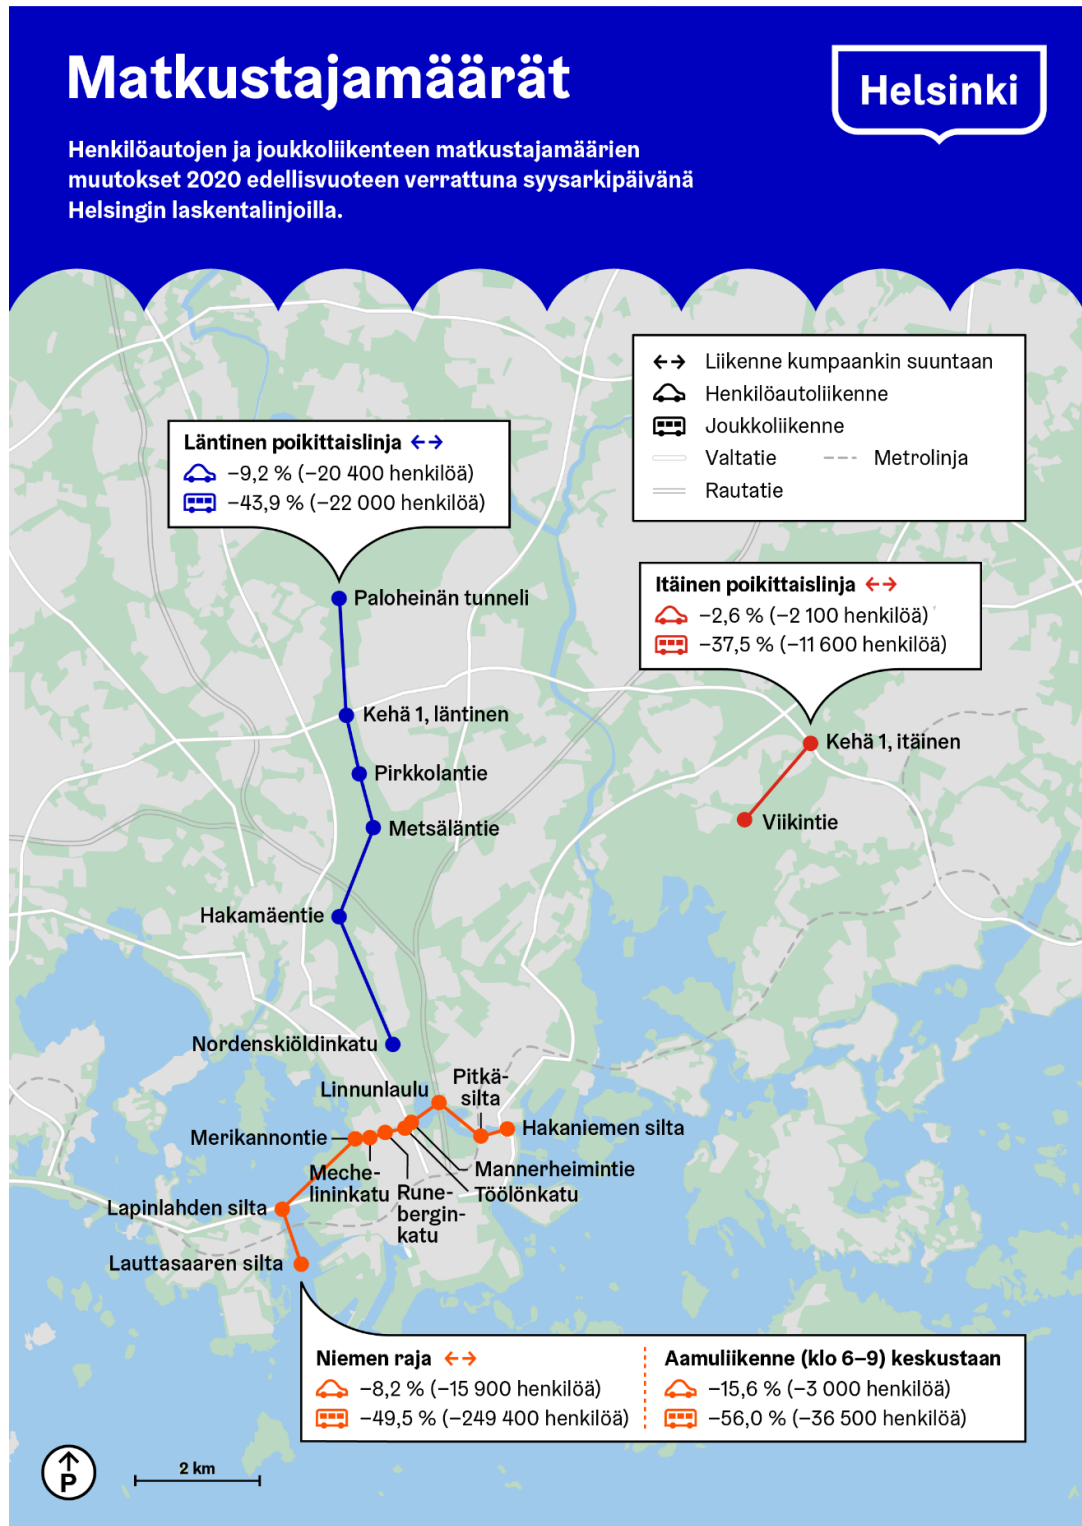 Matkustajamäärät
Helsinki
Henkilöautojen ja joukkoliikenteen matkustajamäärien
muutokset 2020 edellisvuoteen verrattuna syysarkipäivänä
Helsingin laskentalinjoilla.
Liikenne kumpaankin suuntaan
Henkilöautoliikenne
Joukkoliikenne
Valtatie
Metrolinja
Rautatie
Läntinen poikittaislinja
–9,2 % (–20 400 henkilöä)
–43,9 % (–22 000 henkilöä)
Itäinen poikittaislinja
–2,6 % (–2 100 henkilöä)
–37,5 % (–11 600 henkilöä)
Paloheinän tunneli
Kehä 1, läntinen
Kehä 1, itäinen
Pirkkolantie
Metsäläntie
Viikintie
Hakamäentie
Nordenskiöldinkatu
Linnunlaulu
Pitkä-
silta
Hakaniemen silta
Merikannontie
Meche-
lininkatu
Mannerheimintie
Töölönkatu
Rune-
bergin-
katu
Lapinlahden silta
Lauttasaaren silta
Niemen raja
–8,2 % (–15 900 henkilöä)
–49,5 % (–249 400 henkilöä)
Aamuliikenne (klo 6–9) keskustaan
–15,6 % (–3 000 henkilöä)
–56,0 % (–36 500 henkilöä)
P
2 km